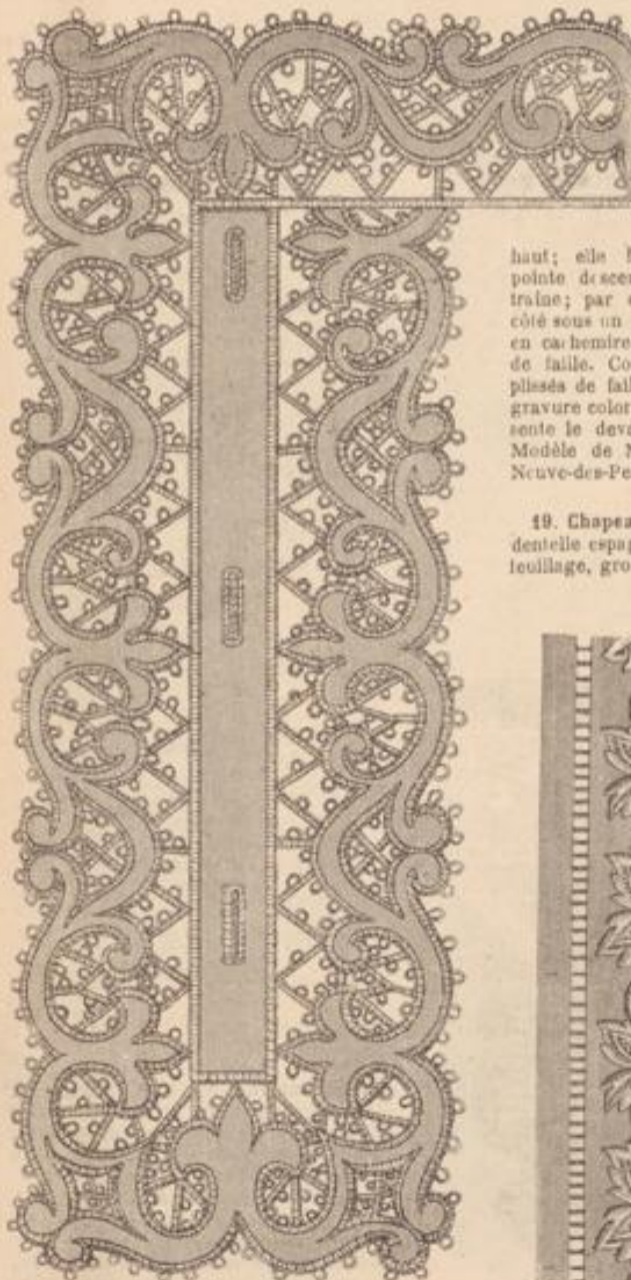 haut; elle
pointe descen
traîne; par
côté sous un
en cachemire
de faille. Co
plissés de fail
gravure color
sente le deva
Modèle de
Neuve-des-Pe
19. Chapea
dentelle espag
feuillage, gro